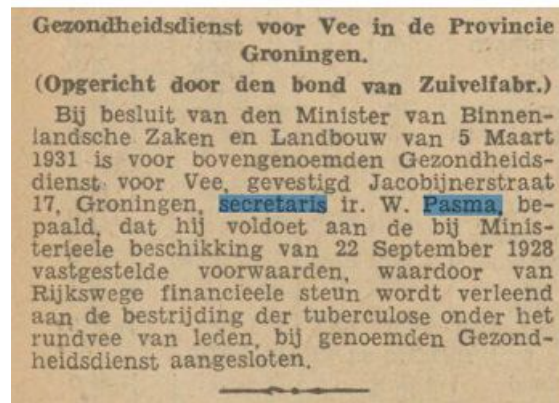 Gezondheidsdienst voor Vee in de Provincie
Groningen.
(Opgericht door den bond van Zuivelfabr.)
Bij besluit van den Minister van Binnen-
landsche Zaken en Landbouw van 5 Maart
1931 is voor bovengenoemden Gezondheids-
dienst voor Vee, gevestigd Jacobijnerstraat
17, Groningen, secretaris ir. W. Pasma, be-
paald, dat hij voldoet aan de bij Minis-
terieele beschikking van 22 September 1928
vastgestelde voorwaarden, waardoor van
Rijkswege financieele steun wordt verleend
aan de bestrijding der tuberculose onder het
rundvee van leden, bij genoemden Gezond-
heidsdienst aangesloten.